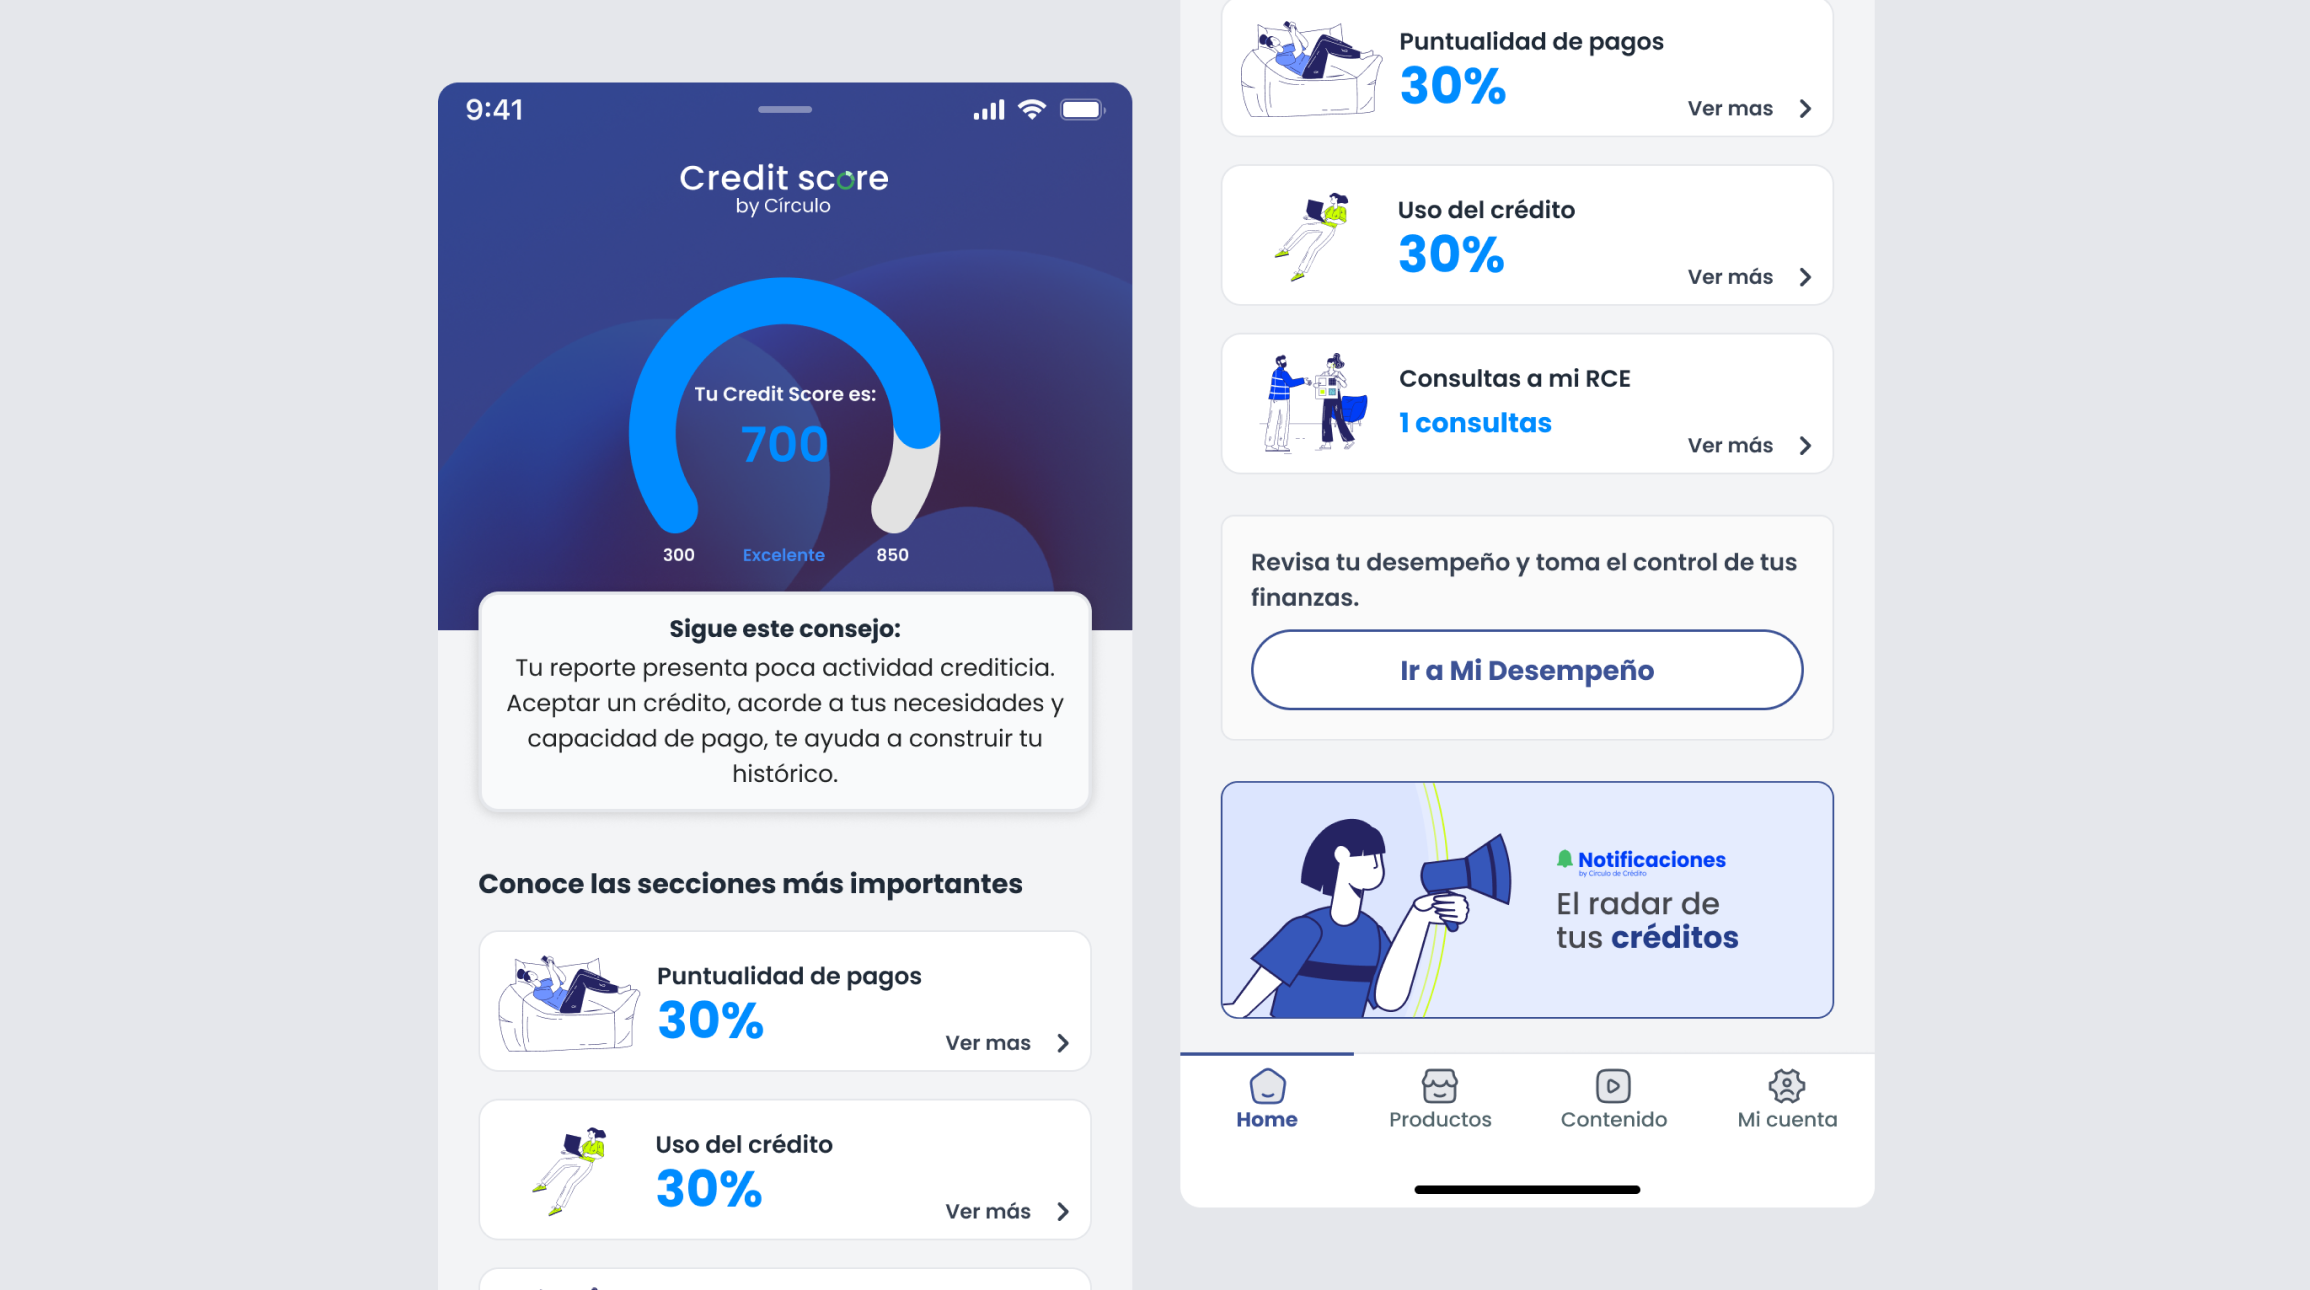 9:41
Credit score
by Círculo
Tu Credit Score es:
700
300
Excelente
850
Sigue este consejo:
Tu reporte presenta poca actividad crediticia.
Aceptar un crédito, acorde a tus necesidades y
capacidad de pago, te ayuda a construir tu
histórico.
Conoce las secciones más importantes
Puntualidad de pagos
30%
Ver mas
Uso del crédito
30%
Ver más
Puntualidad de pagos
30%
Ver mas
Uso del crédito
30%
Ver más
Consultas a mi RCE
1 consultas
Ver más
Revisa tu desempeño y toma el control de tus
finanzas.
Ir a Mi Desempeño
Notificaciones
by Círculo de Crédito
El radar de
tus créditos
Home
Productos
Contenido
Mi cuenta